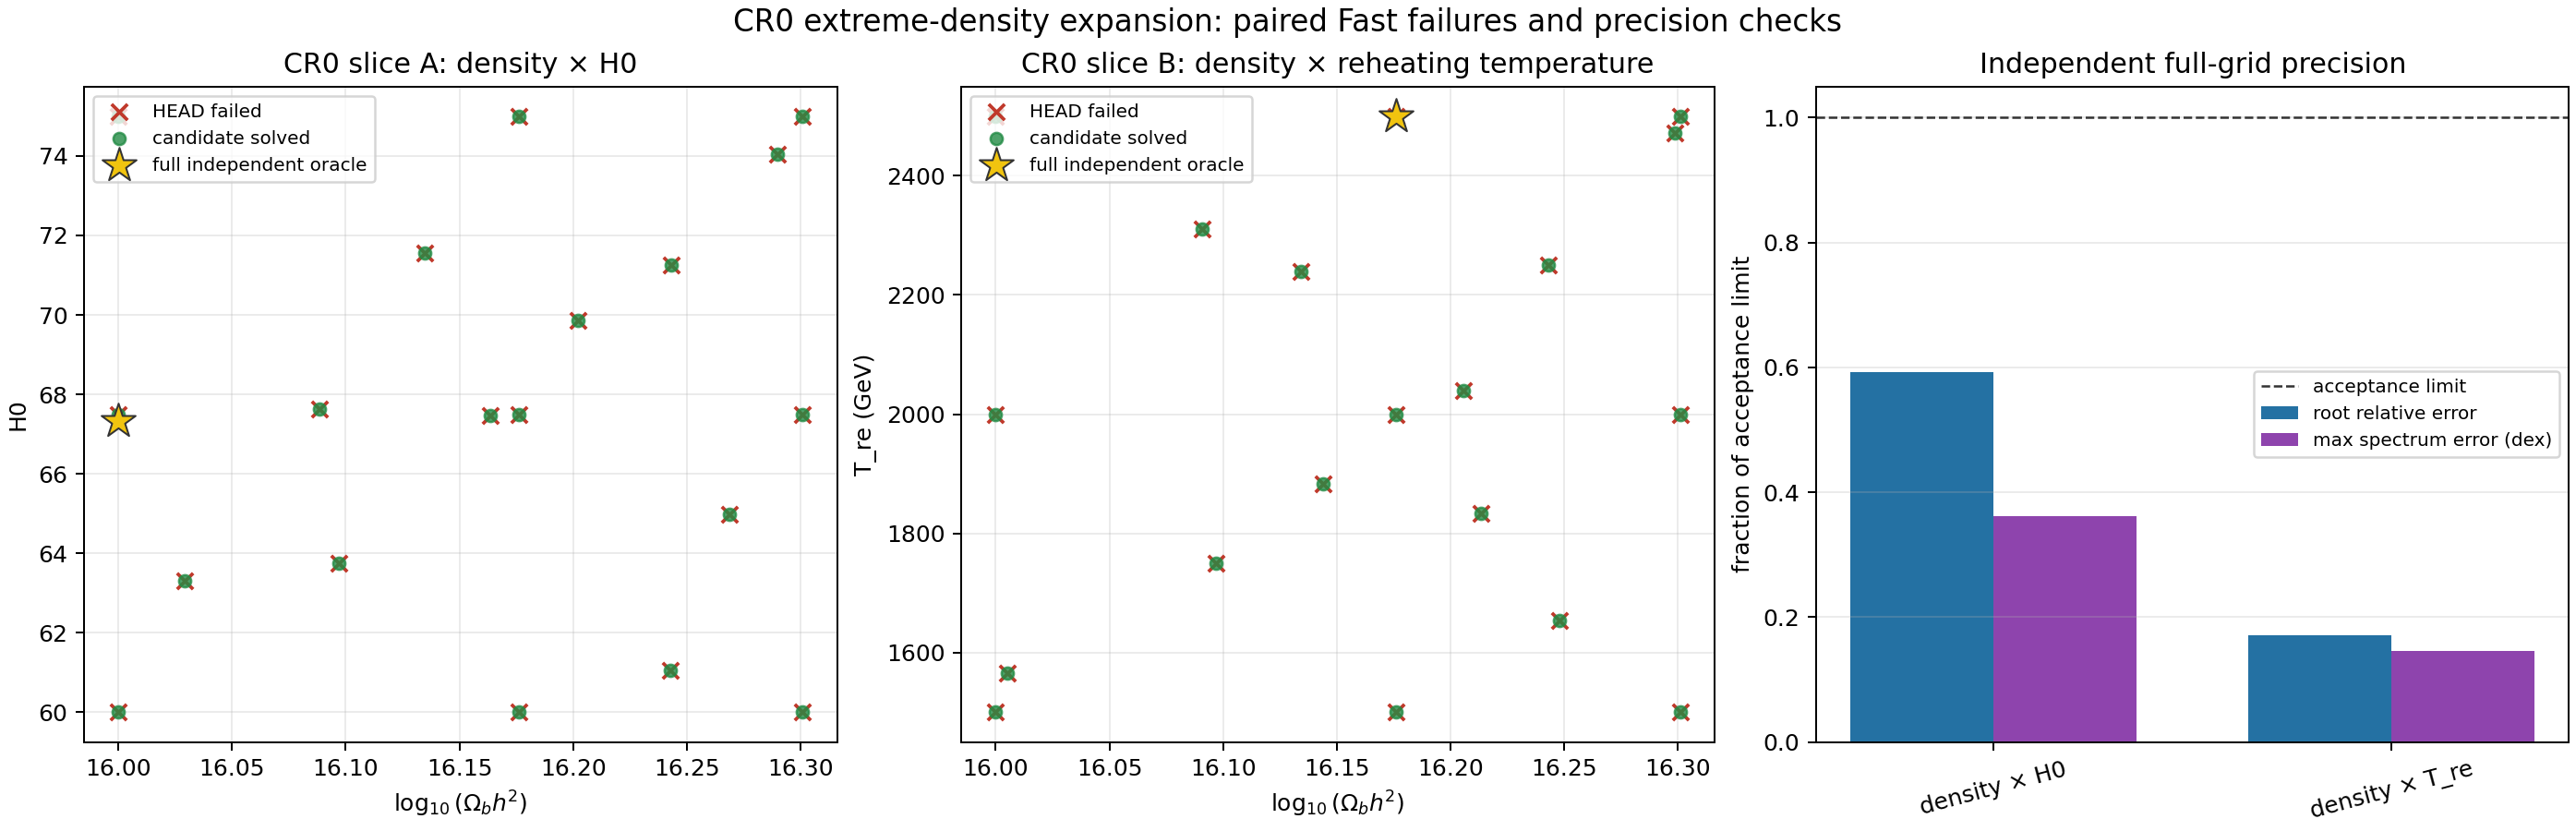 CR0 extreme-density expansion: paired Fast failures and precision checks
CR0 slice A: density × H0
HEAD failed
candidate solved
full independent oracle
H0
74
72
70
68
66
64
62
60
16.00 16.05 16.10 16.15 16.20 16.25 16.30
log10 (Ωbh²)
CR0 slice B: density × reheating temperature
HEAD failed
candidate solved
full independent oracle
T_re (GeV)
2400
2200
2000
1800
1600
16.00 16.05 16.10 16.15 16.20 16.25 16.30
log10 (Ωbh²)
Independent full-grid precision
fraction of acceptance limit
1.0
0.8
0.6
0.4
0.2
0.0
acceptance limit
root relative error
max spectrum error (dex)
density × H0
density × T_re